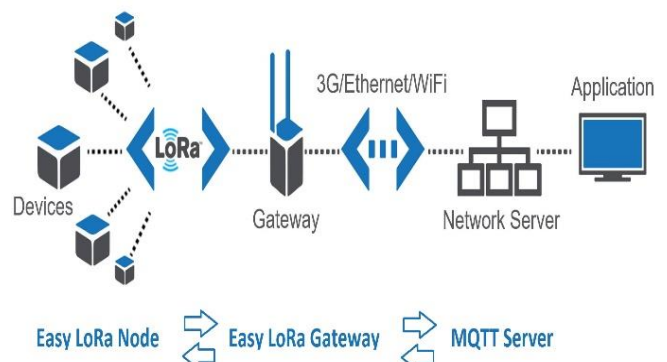 3G/Ethernet/WiFi
Application
LoRa
Devices
Gateway
Network Server
Easy LoRa Node
Easy LoRa Gateway
MQTT Server